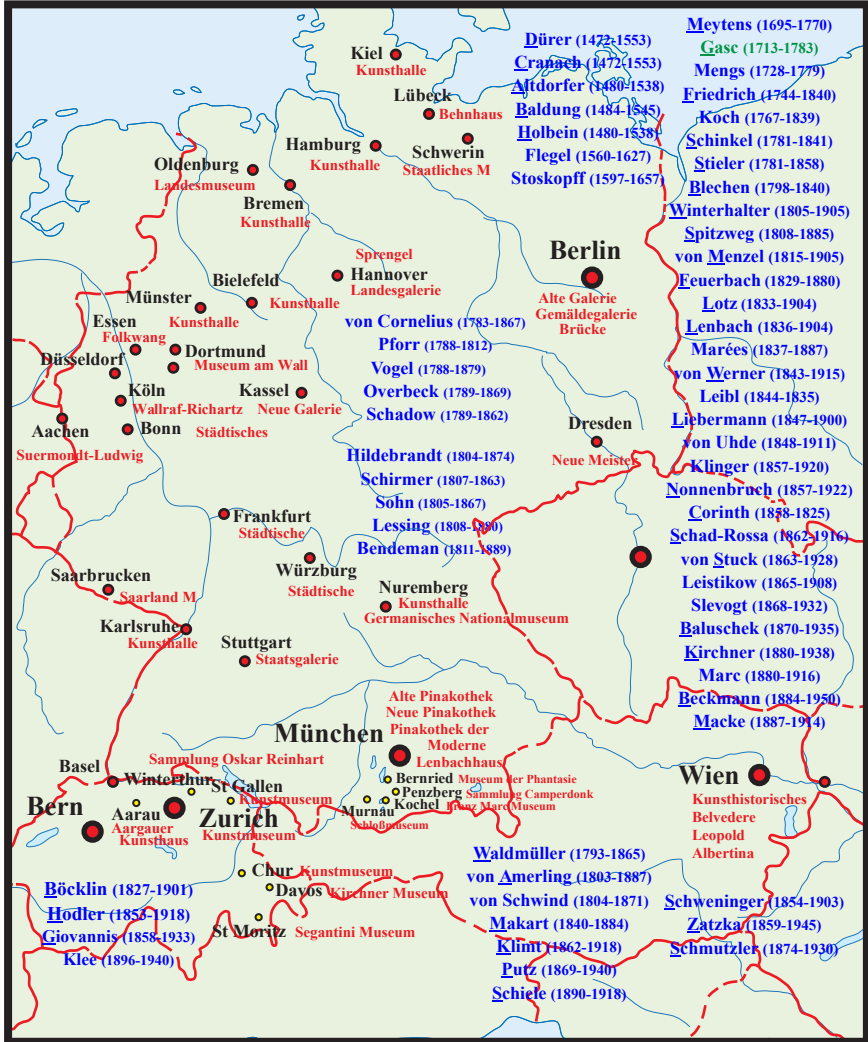 Kiel
Kunsthalle
Lübeck
Behnhaus
Hamburg
Kunsthalle
Schwerin
Staatliches M
Oldenburg
Landesmuseum
Bremen
Kunsthalle
Dürer (1472-1553)
Cranach (1472-1553)
Altdorfer (1480-1538)
Baldung (1484-1545)
Holbein (1480-1538)
Flegel (1560-1627)
Stoskopff (1597-1657)
Meytens (1695-1770)
Gasc (1713-1783)
Mengs (1728-1779)
Friedrich (1744-1840)
Koch (1767-1839)
Schinkel (1781-1841)
Stieler (1781-1858)
Blechen (1798-1840)
Winterhalter (1805-1905)
Spitzweg (1808-1885)
von Menzel (1815-1905)
Feuerbach (1829-1880)
Lotz (1833-1904)
Lenbach (1836-1904)
Marées (1837-1887)
von Werner (1843-1915)
Leibl (1844-1835)
Liebermann (1847-1900)
von Uhde (1848-1911)
Klinger (1857-1920)
Nonnenbruch (1857-1922)
Corinth (1858-1825)
Schad-Rossa (1862-1916)
von Stuck (1863-1928)
Leistikow (1865-1908)
Slevogt (1868-1932)
Baluschek (1870-1935)
Kirchner (1880-1938)
Marc (1880-1916)
Beckmann (1884-1950)
Macke (1887-1914)
Sprengel
Hannover
Landesgalerie
Berlin
Alte Galerie
Gemäldegalerie
Brücke
Bielefeld
Kunsthalle
Münster
Kunsthalle
Essen
Folkwang
Düsseldorf
Dortmund
Museum am Wall
Köln
Wallraf-Richartz
Kassel
Neue Galerie
Aachen
Suermondt-Ludwig
Bonn
Städtisches
von Cornelius (1783-1867)
Pforr (1788-1812)
Vogel (1788-1879)
Overbeck (1789-1869)
Schadow (1789-1862)
Hildebrandt (1804-1874)
Schirmer (1807-1863)
Sohn (1805-1867)
Lessing (1808-1880)
Bendeman (1811-1889)
Dresden
Neue Meister
Frankfurt
Städtische
Würzburg
Städtische
Saarbrucken
Saarland M
Nuremberg
Kunsthalle
Germanisches Nationalmuseum
Karlsruhe
Kunsthalle
Stuttgart
Staatsgalerie
München
Alte Pinakothek
Neue Pinakothek
Pinakothek der
Moderne
Lenbachhaus
Bernried Museum der Phantasie
Penzberg Sammlung Camperdonk
Kochel Franz Marc Museum
Murnau
Schloßmuseum
Wien
Kunsthistorisches
Belvedere
Leopold
Albertina
Basel
Sammlung Oskar Reinhart
Winterthur
St Gallen
Kunstmuseum
Bern
Aarau
Aargauer
Kunsthaus
Zurich
Kunstmuseum
Chur Kunstmuseum
Davos Kirchner Museum
St Moritz Segantini Museum
Böcklin (1827-1901)
Hodler (1853-1918)
Giovannis (1858-1933)
Klee (1896-1940)
Waldmüller (1793-1865)
von Amerling (1803-1887)
von Schwind (1804-1871)
Makart (1840-1884)
Klimt (1862-1918)
Putz (1869-1940)
Schiele (1890-1918)
Schweninger (1854-1903)
Zatzka (1859-1945)
Schmutzler (1874-1930)